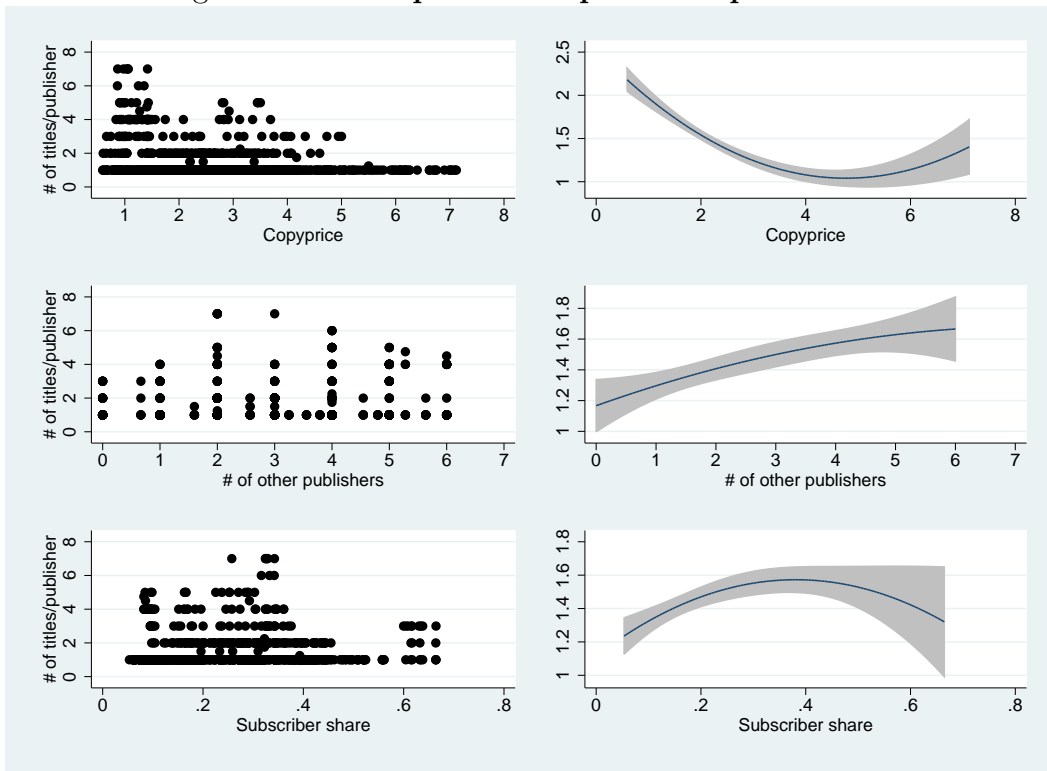 # of titles/publisher
0 2 4 6 8
1 2 3 4 5 6 7 8
Copyprice
1 1.5 2 2.5
0 2 4 6 8
Copyprice
# of titles/publisher
0 2 4 6 8
0 1 2 3 4 5 6 7
# of other publishers
1 1.2 1.4 1.6 1.8
0 1 2 3 4 5 6 7
# of other publishers
# of titles/publisher
0 2 4 6 8
0 .2 .4 .6 .8
Subscriber share
1 1.2 1.4 1.6 1.8
0 .2 .4 .6 .8
Subscriber share